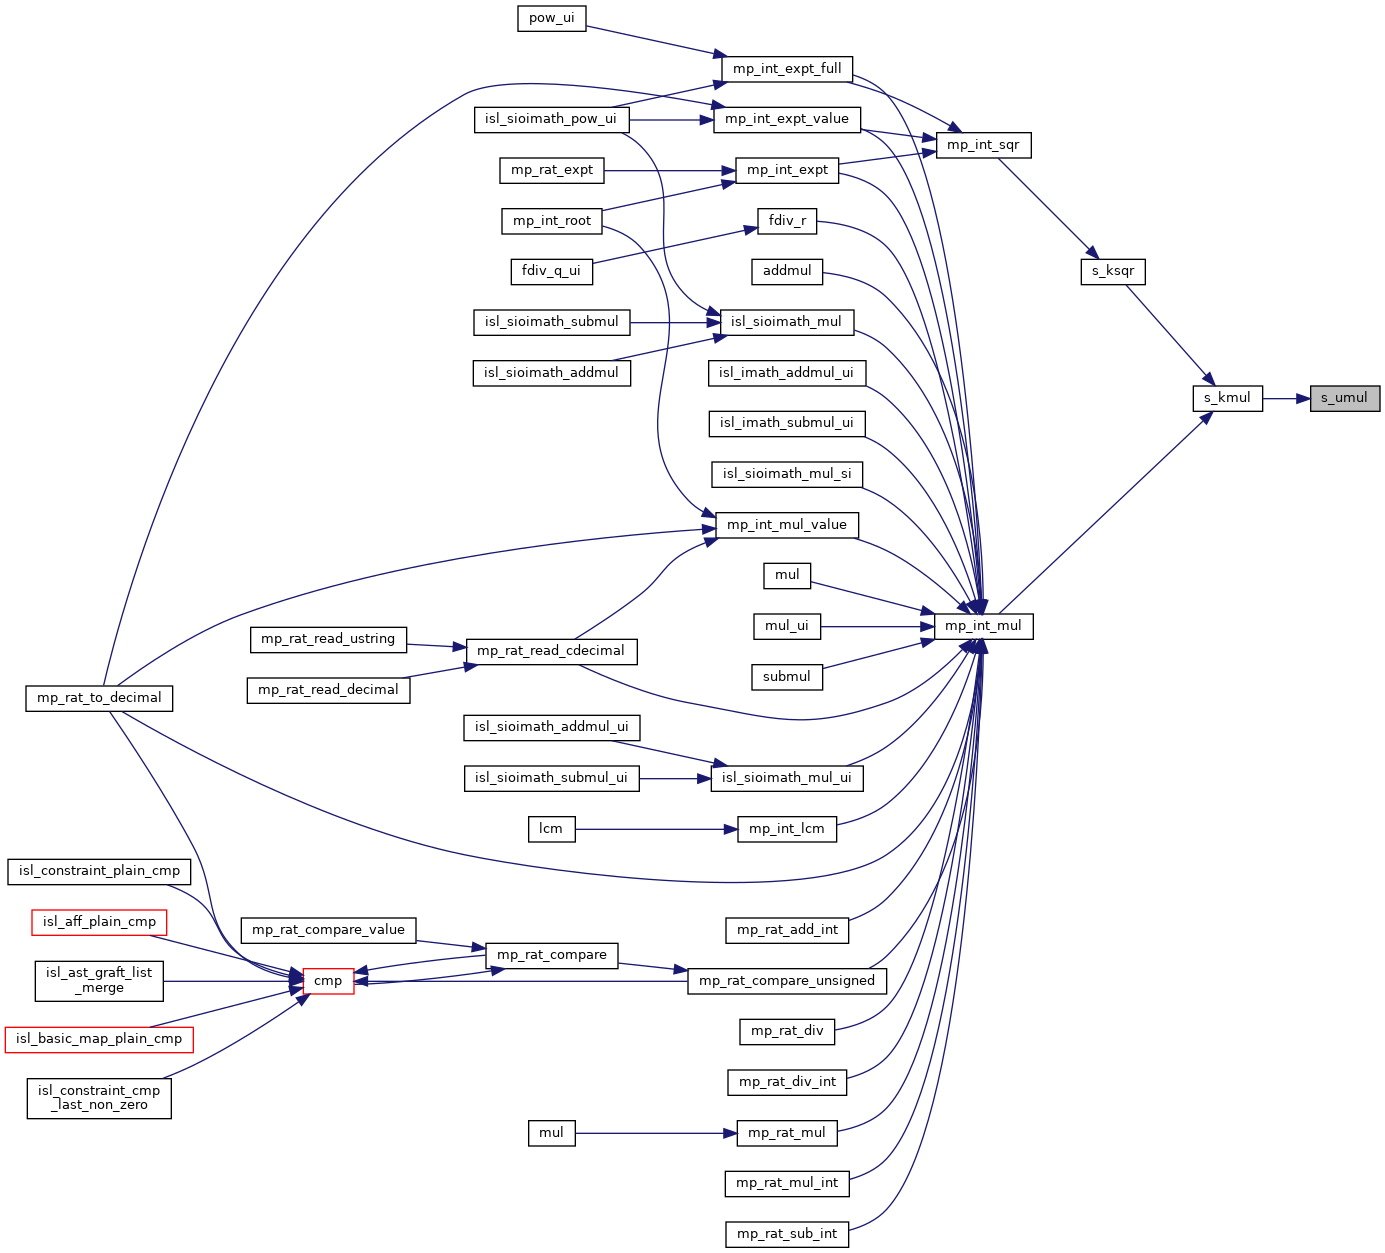 pow_ui
mp_int_expt_full
isl_sioimath_pow_ui
mp_int_expt_value
mp_int_sqr
mp_rat_expt
mp_int_expt
mp_int_root
fdiv_r
fdiv_q_ui
addmul
s_ksqr
isl_sioimath_submul
isl_sioimath_mul
isl_sioimath_addmul
isl_imath_addmul_ui
s_kmul
s_umul
isl_imath_submul_ui
isl_sioimath_mul_si
mp_int_mul_value
mul
mul_ui
mp_int_mul
mp_rat_read_ustring
mp_rat_read_cdecimal
submul
mp_rat_read_decimal
mp_rat_to_decimal
isl_sioimath_addmul_ui
isl_sioimath_submul_ui
isl_sioimath_mul_ui
lcm
mp_int_lcm
isl_constraint_plain_cmp
isl_aff_plain_cmp
mp_rat_compare_value
mp_rat_add_int
mp_rat_compare
isl_ast_graft_list
_merge
cmp
mp_rat_compare_unsigned
isl_basic_map_plain_cmp
mp_rat_div
isl_constraint_cmp
_last_non_zero
mp_rat_div_int
mul
mp_rat_mul
mp_rat_mul_int
mp_rat_sub_int